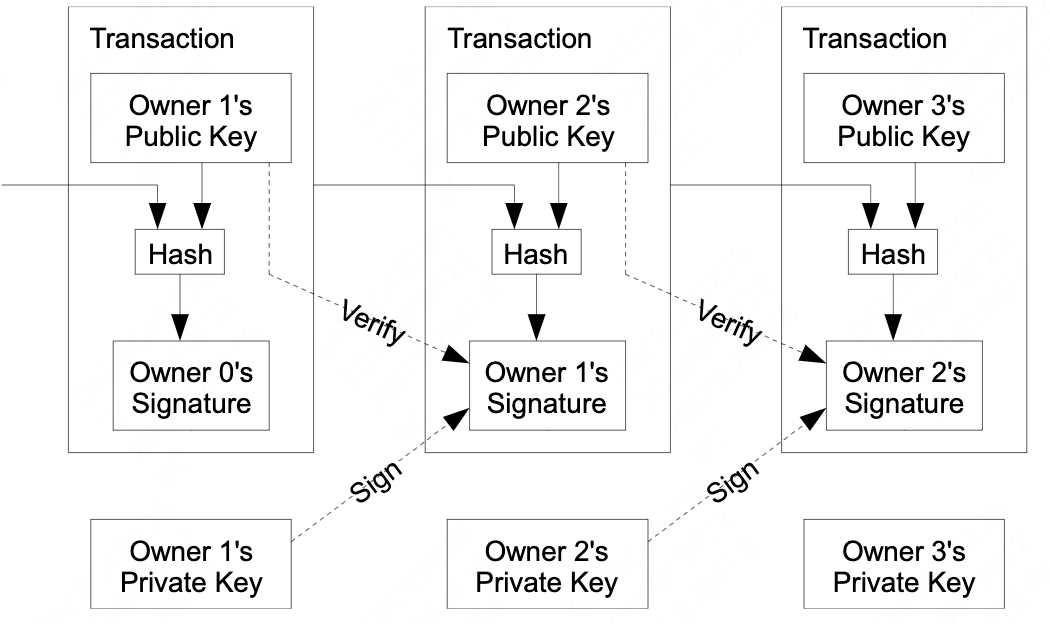 Transaction
Owner 1's
Public Key
Hash
Verify
Owner 0's
Signature
Transaction
Owner 2's
Public Key
Hash
Verify
Owner 1's
Signature
Transaction
Owner 3's
Public Key
Hash
Owner 2's
Signature
Sign
Sign
Owner 1's
Private Key
Owner 2's
Private Key
Owner 3's
Private Key